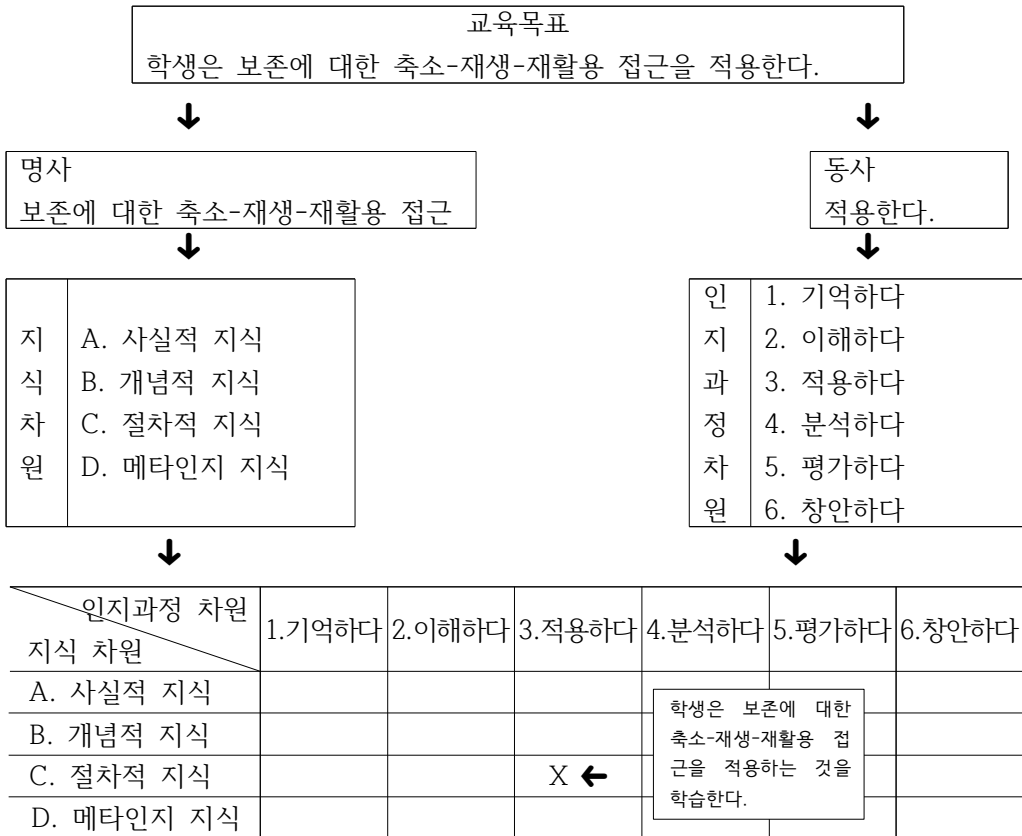 교육목표
학생은 보존에 대한 축소-재생-재활용 접근을 적용한다.
명사
보존에 대한 축소-재생-재활용 접근
동사
적용한다.
지식차원
A. 사실적 지식
B. 개념적 지식
C. 절차적 지식
D. 메타인지 지식
인지과정차원
1. 기억하다
2. 이해하다
3. 적용하다
4. 분석하다
5. 평가하다
6. 창안하다
인지과정 차원
지식 차원
1.기억하다 2.이해하다 3.적용하다 4.분석하다 5.평가하다 6.창안하다
A. 사실적 지식
B. 개념적 지식
C. 절차적 지식 X
D. 메타인지 지식
학생은 보존에 대한
축소-재생-재활용 접
근을 적용하는 것을
학습한다.